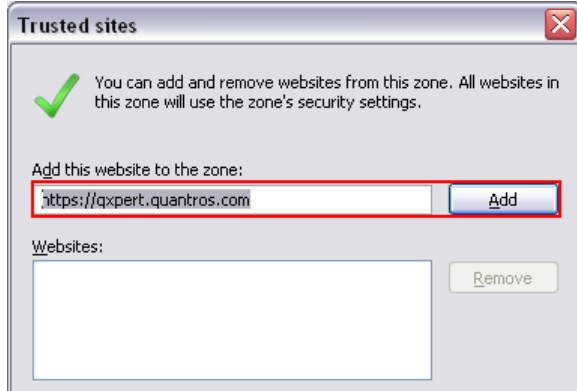 Trusted sites
You can add and remove websites from this zone. All websites in
this zone will use the zone's security settings.
Add this website to the zone:
https://qxpert.quantros.com
Add
Websites:
Remove